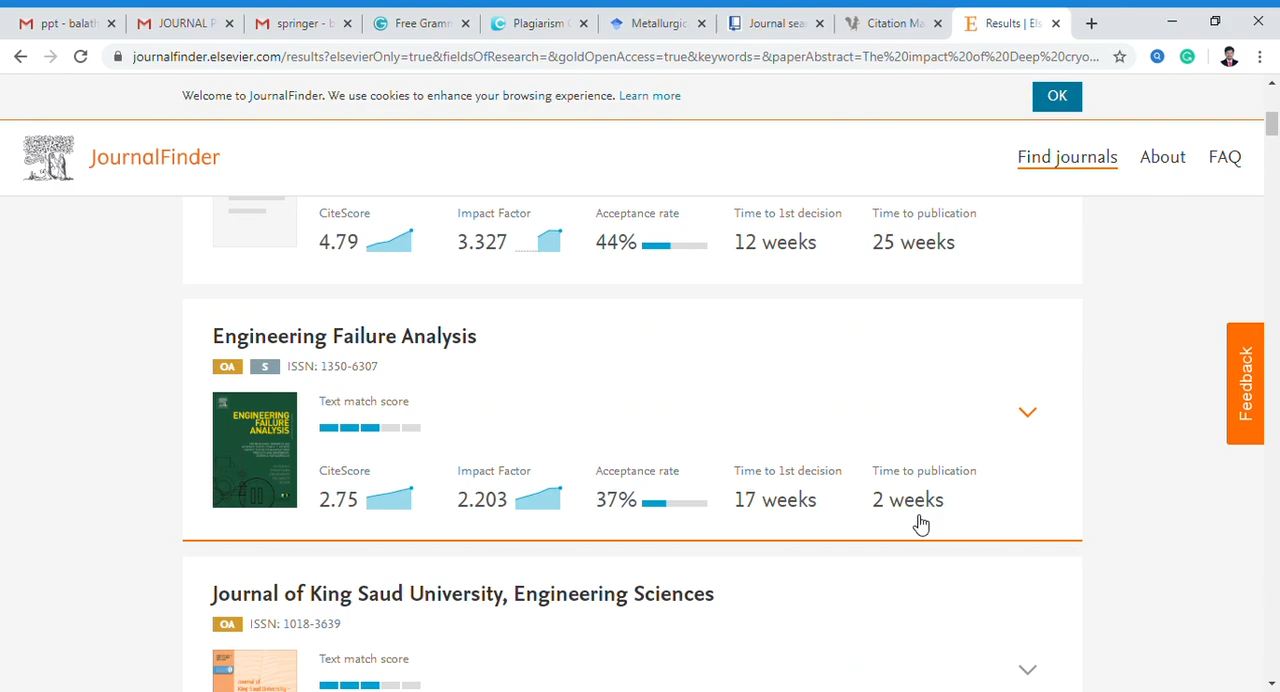 ppt - balath
JOURNAL P
springer - b
Free Gramm
Plagiarism C
Metallurgic
Journal sea
Citation Ma
Results | Els
journalfinder.elsevier.com/results?elsevierOnly=true&fieldsOfResearch=&goldOpenAccess=true&keywords=&paperAbstract=The%20impact%20of%20Deep%20cryo...
Welcome to JournalFinder. We use cookies to enhance your browsing experience. Learn more
OK
JournalFinder
Find journals
About
FAQ
CiteScore Impact Factor Acceptance rate Time to 1st decision Time to publication
4.79 3.327 44% 12 weeks 25 weeks
Engineering Failure Analysis
OA S ISSN: 1350-6307
ENGINEERING
FAILURE
ANALYSIS
Text match score
CiteScore Impact Factor Acceptance rate Time to 1st decision Time to publication
2.75 2.203 37% 17 weeks 2 weeks
Feedback
Journal of King Saud University, Engineering Sciences
OA ISSN: 1018-3639
Text match score
Journal of
King Saud University –